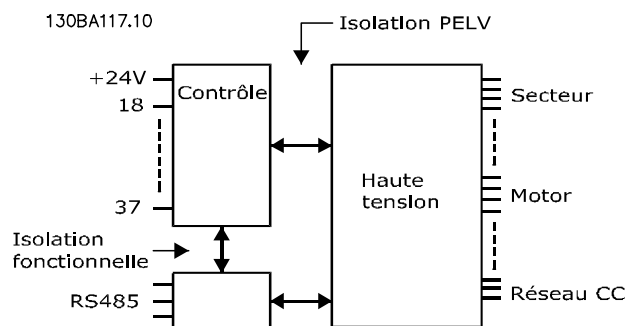 130BA117.10
Isolation PELV
+24V
18
Contrôle
Secteur
Haute
tension
Motor
37
Isolation
fonctionnelle
RS485
Réseau CC